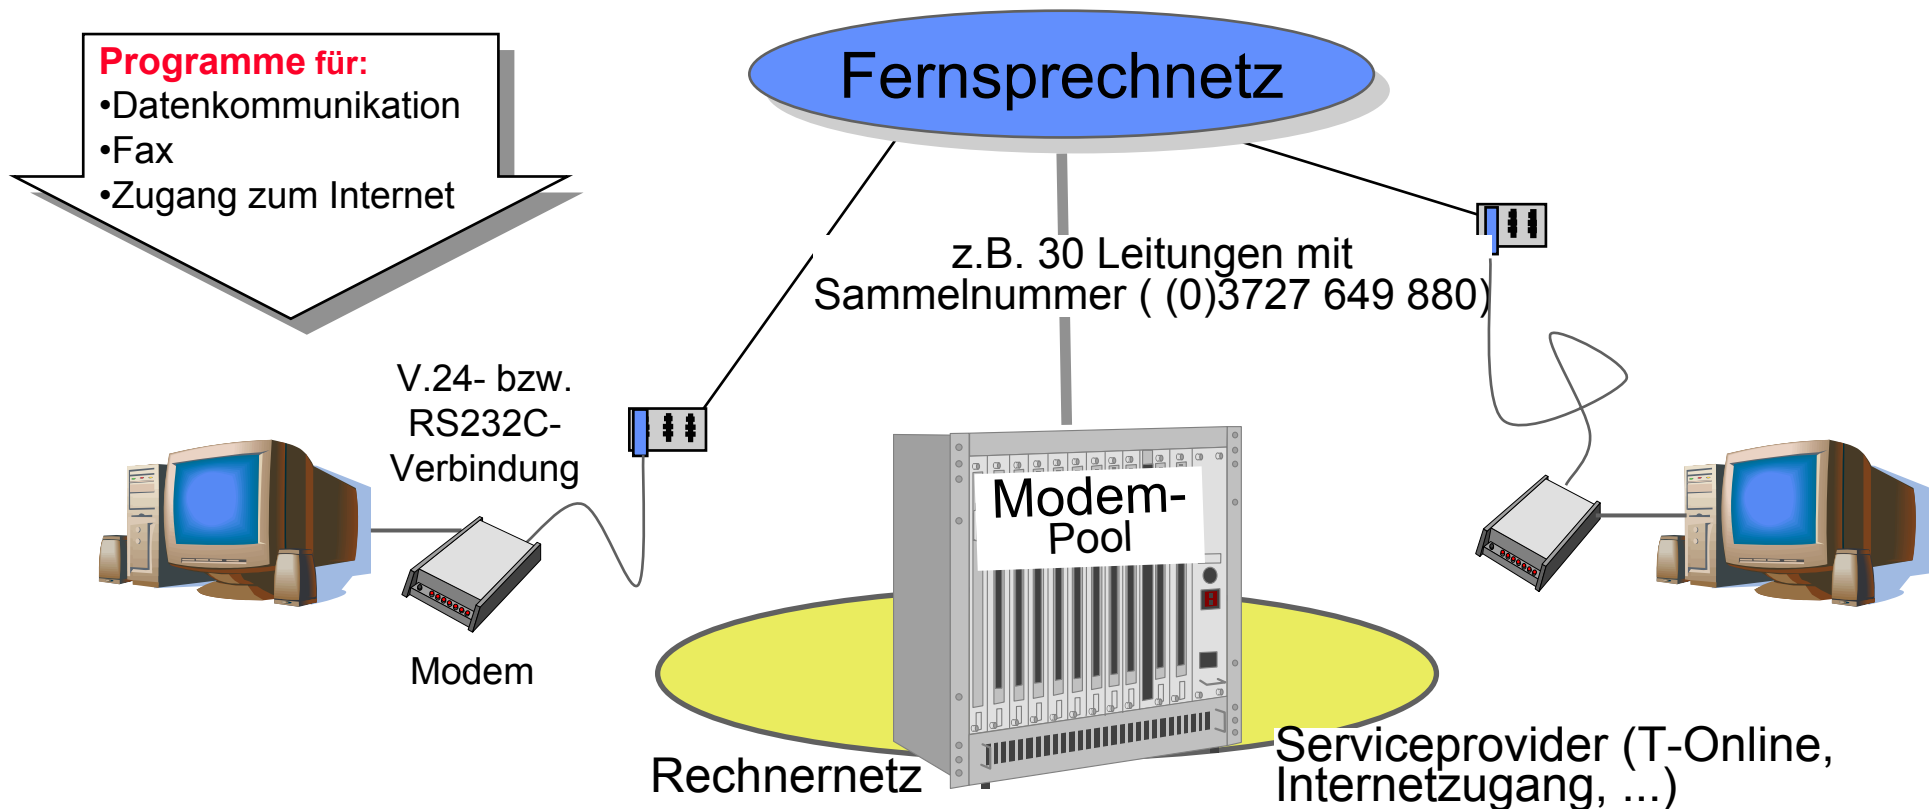 Programme für:
•Datenkommunikation
•Fax
•Zugang zum Internet
Fernsprechnetz
z.B. 30 Leitungen mit
Sammelnummer ( (0)3727 649 880)
V.24- bzw.
RS232C-
Verbindung
Modem-
Pool
Modem
Rechnernetz
Serviceprovider (T-Online,
Internetzugang, ...)